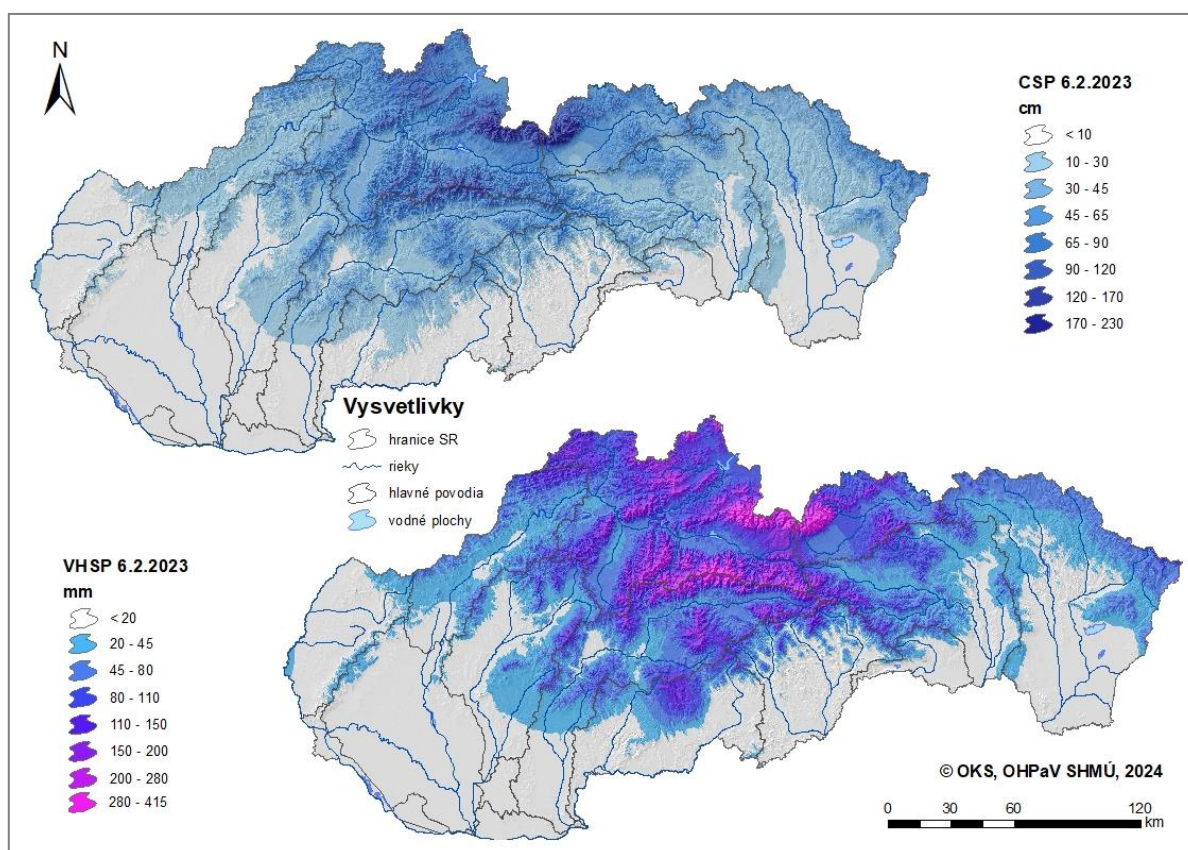 N
CSP 6.2.2023
cm
< 10
10 - 30
30 - 45
45 - 65
65 - 90
90 - 120
120 - 170
170 - 230
Vysvetlivky
hranice SR
rieky
hlavné povodia
vodné plochy
VHSP 6.2.2023
mm
< 20
20 - 45
45 - 80
80 - 110
110 - 150
150 - 200
200 - 280
280 - 415
© OKS, OHPaV SHMÚ, 2024
0 30 60 120
km